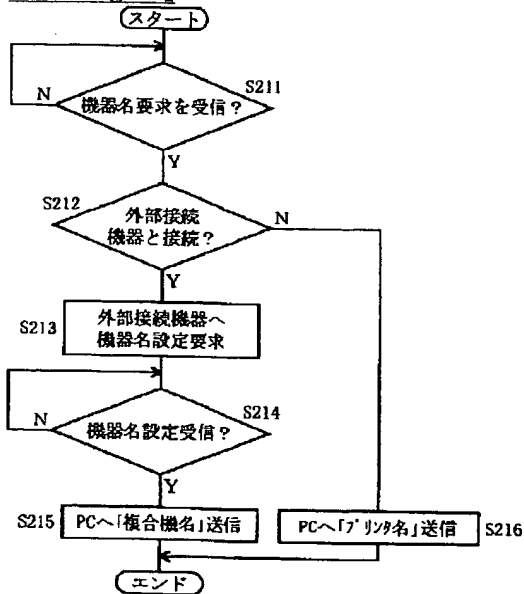 スタート
S211
機器名要求を受信？
N
Y
S212
外部接続
機器と接続？
N
Y
S213
外部接続機器へ
機器名設定要求
S214
機器名設定受信？
N
Y
S215
PCへ「複合機名」送信
PCへ「プリンタ名」送信
S216
エンド